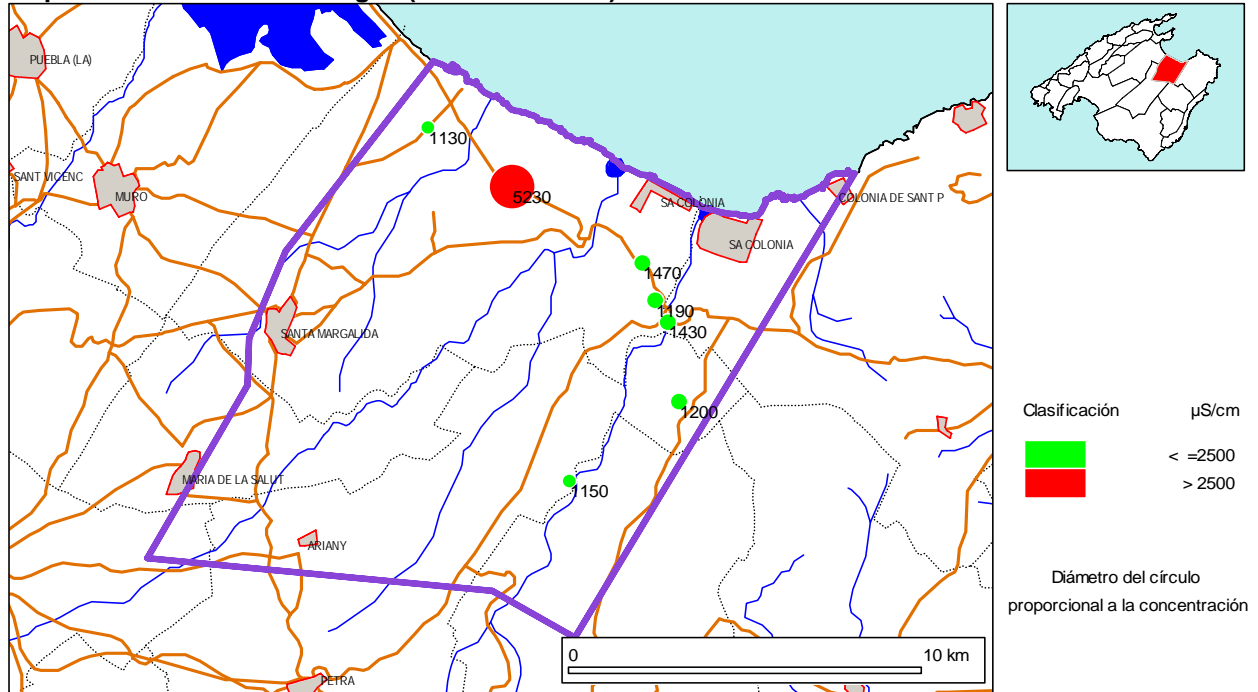 PUEBLA (LA)
1130
SANT VICENC
MURO
5230
SA COLONIA
COLONIA DE SANT P
SA COLONIA
1470
1190
1430
SANTA MARGALIDA
1200
MARIA DE LA SALUT
1150
ARIANY
PETRA
0 10 km
Clasificación µS/cm
< =2500
> 2500
Diámetro del círculo
proporcional a la concentración